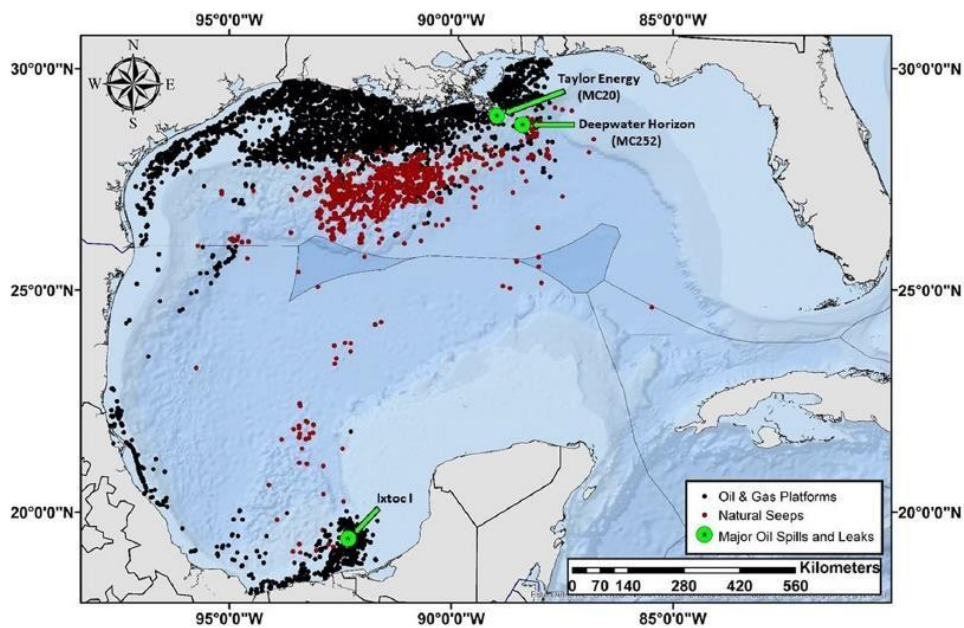 95°0'0"W 90°0'0"W 85°0'0"W
N
W E
S
30°0'0"N 30°0'0"N
Taylor Energy
(MC20)
Deepwater Horizon
(MC252)
25°0'0"N 25°0'0"N
Ixtoc I
20°0'0"N 20°0'0"N
Oil & Gas Platforms
Natural Seeps
Major Oil Spills and Leaks
Kilometers
0 70 140 280 420 560
95°0'0"W 90°0'0"W 85°0'0"W